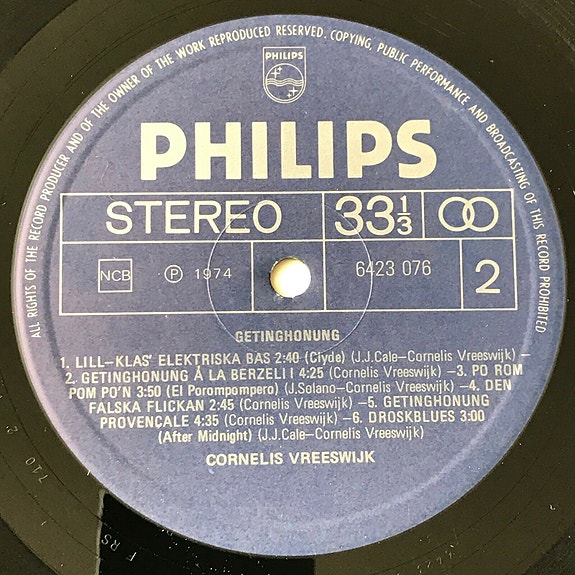 ALL RIGHTS OF THE RECORD PRODUCER AND OF THE OWNER OF THE WORK REPRODUCED RESERVED. COPYING, PUBLIC PERFORMANCE AND BROADCASTING OF THIS RECORD PROHIBITED
PHILIPS
PHILIPS
STEREO 33⅓
NCB ℗ 1974 6423 076 2
GETINGHONUNG
1. LILL–KLAS' ELEKTRISKA BAS 2:40 (Clyde) (J.J.Cale–Cornelis Vreeswijk) –
2. GETINGHONUNG À LA BERZELI I 4:25 (Cornelis Vreeswijk) –3. PO ROM
POM PO'N 3:50 (El Porompompero) (J.Solano–Cornelis Vreeswijk) –4. DEN
FALSKA FLICKAN 2:45 (Cornelis Vreeswijk) –5. GETINGHONUNG
PROVENCALE 4:35 (Cornelis Vreeswijk) –6. DROSKBLUES 3:00
(After Midnight) (J.J.Cale–Cornelis Vreeswijk)
CORNELIS VREESWIJK